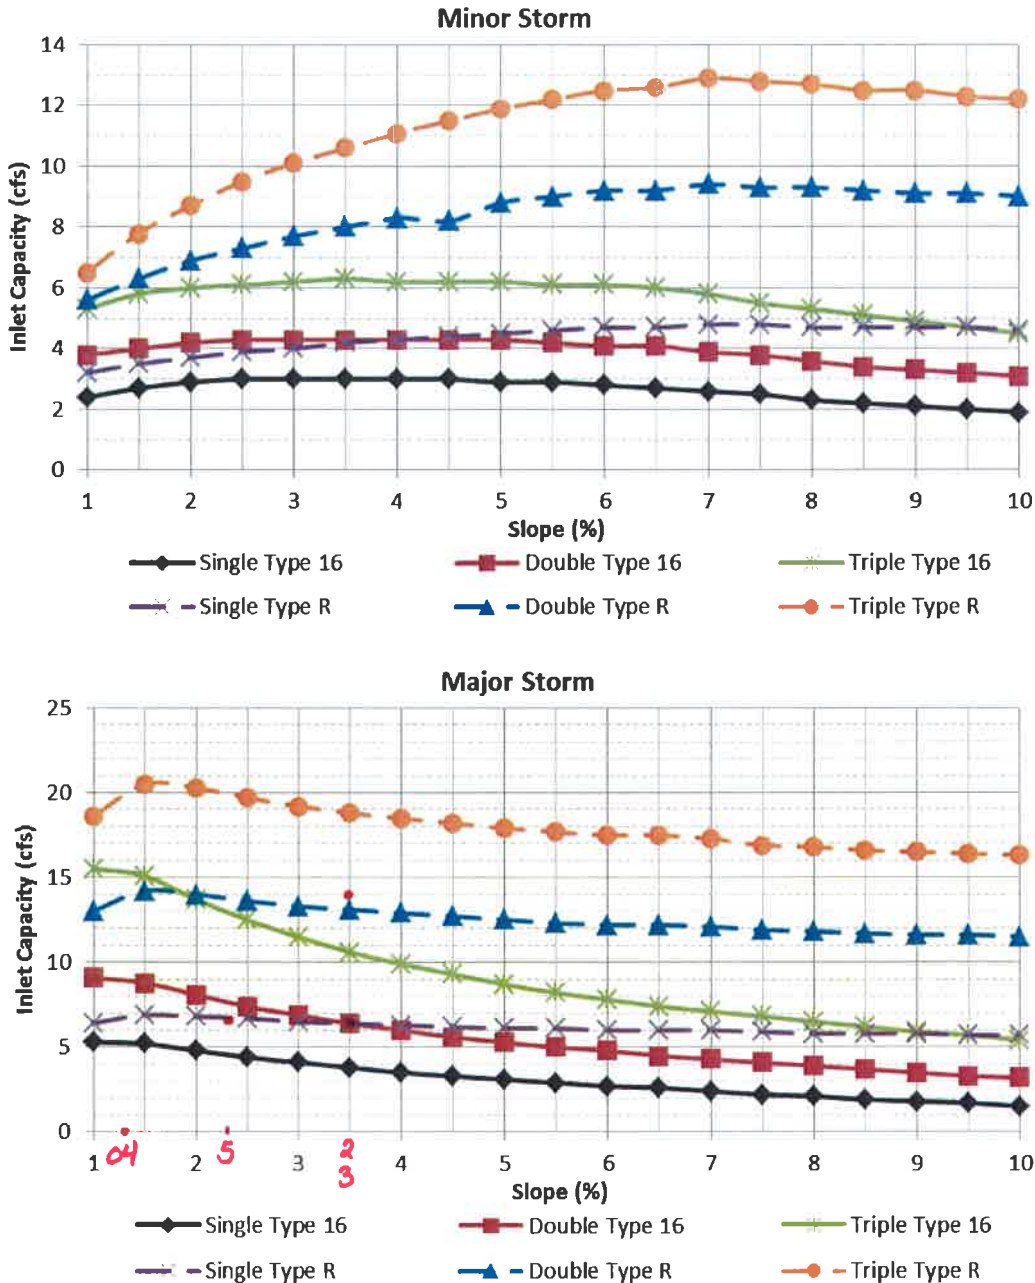 Minor Storm
14
12
10
8
6
4
2
0
Inlet Capacity (cfs)
1 2 3 4 5 6 7 8 9 10
Slope (%)
Single Type 16 Double Type 16 Triple Type 16
Single Type R Double Type R Triple Type R
Major Storm
25
20
15
10
5
0
Inlet Capacity (cfs)
1 2 3 4 5 6 7 8 9 10
04 5 2
3
Slope (%)
Single Type 16 Double Type 16 Triple Type 16
Single Type R Double Type R Triple Type R